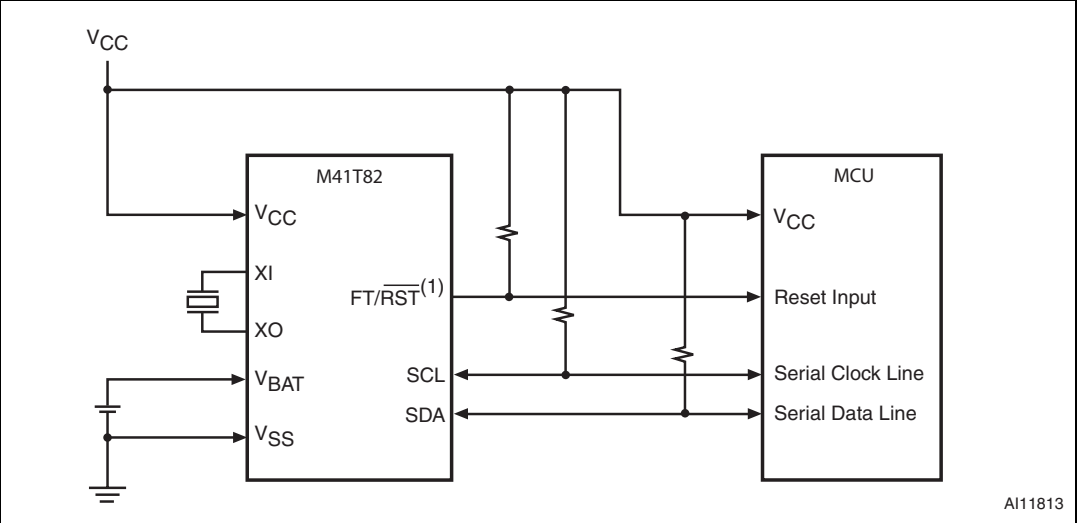 VCC
M41T82
VCC
XI
XO
VBAT
VSS
FT/RST(1)
SCL
SDA
MCU
VCC
Reset Input
Serial Clock Line
Serial Data Line
AI11813